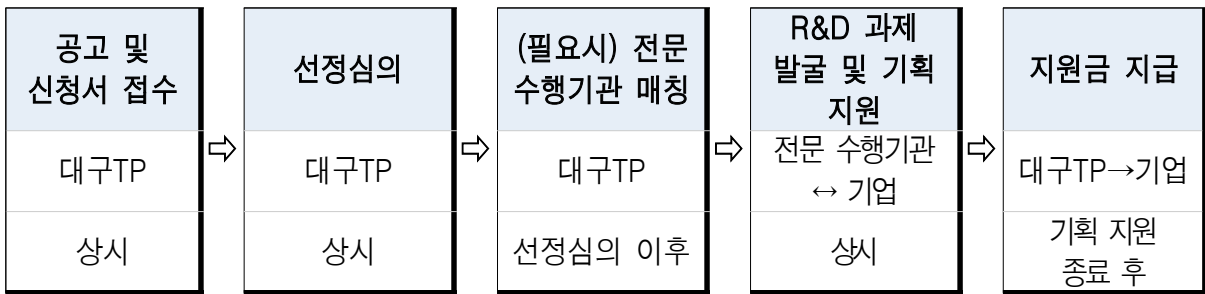 공고 및
신청서 접수
대구TP
상시
⇨
선정심의
대구TP
상시
⇨
(필요시) 전문
수행기관 매칭
대구TP
선정심의 이후
⇨
R&D 과제
발굴 및 기획
지원
전문 수행기관
↔ 기업
상시
⇨
지원금 지급
대구TP→기업
기획 지원
종료 후